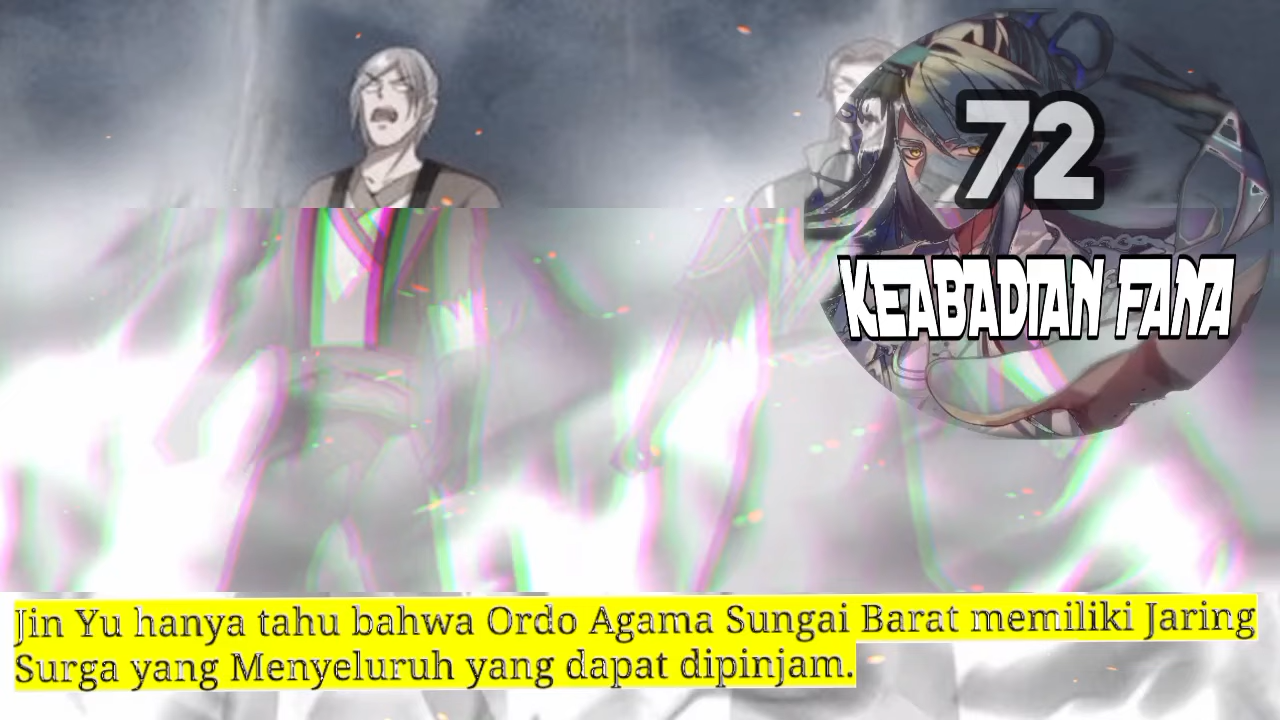 72
KEABADIAN FANA
Jin Yu hanya tahu bahwa Ordo Agama Sungai Barat memiliki Jaring
Surga yang Menyeluruh yang dapat dipinjam.